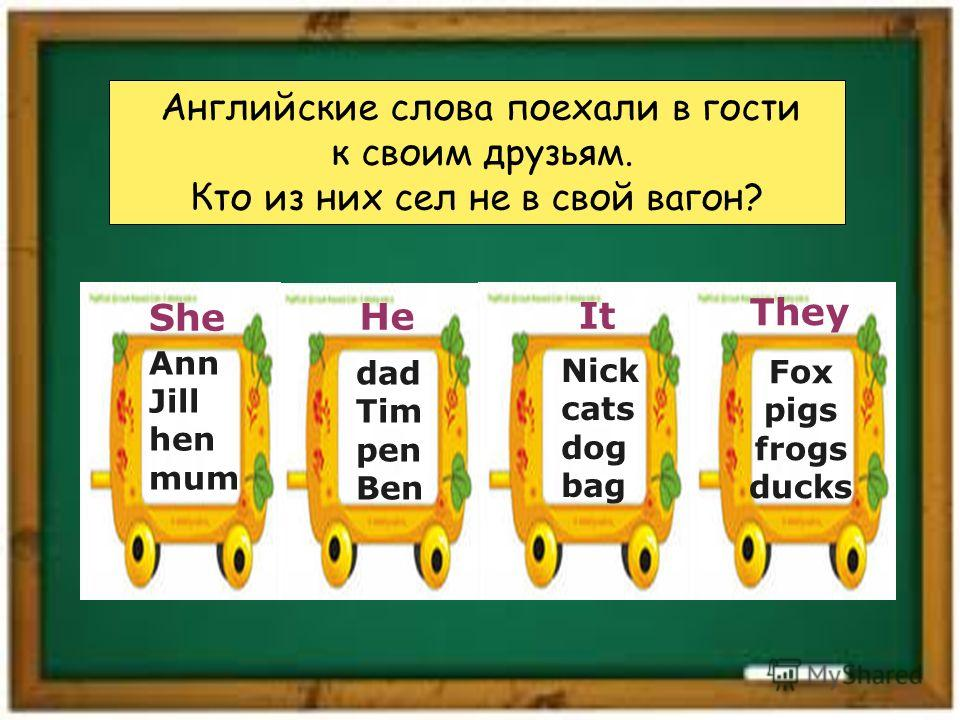 Английские слова поехали в гости
к своим друзьям.
Кто из них сел не в свой вагон?
She
Ann
Jill
hen
mum
He
dad
Tim
pen
Ben
It
Nick
cats
dog
bag
They
Fox
pigs
frogs
ducks
MyShared